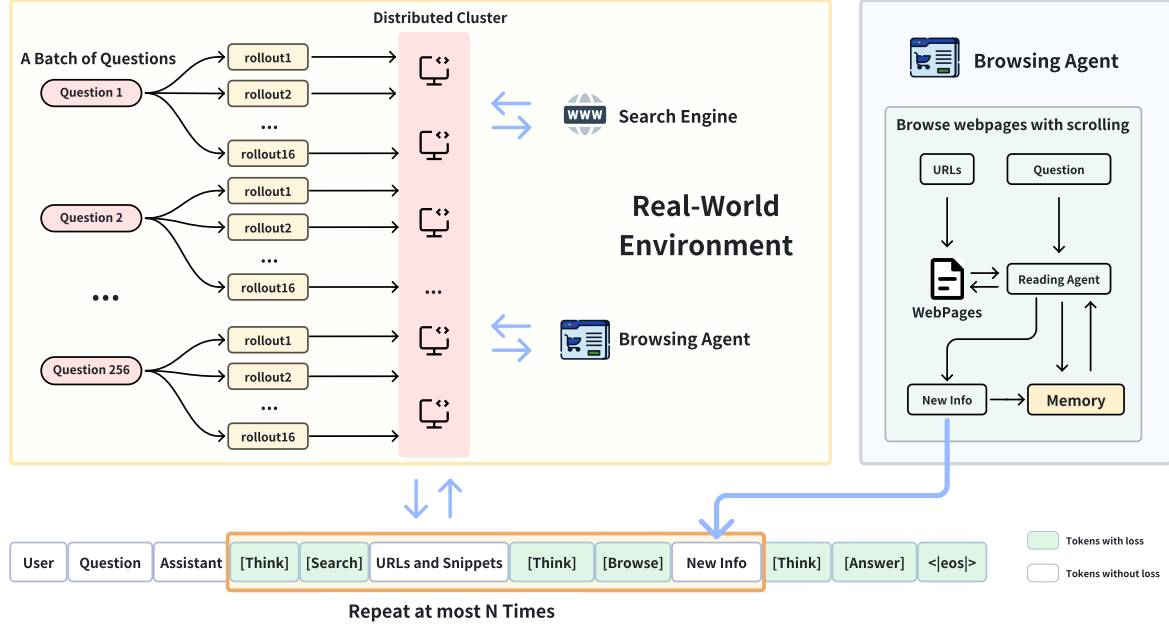 Distributed Cluster
A Batch of Questions
Question 1
rollout1
rollout2
...
rollout16
Question 2
rollout1
rollout2
...
rollout16
...
Question 256
rollout1
rollout2
...
rollout16
...
WWW
Search Engine
Real-World
Environment
Browsing Agent
Browsing Agent
Browse webpages with scrolling
URLs
Question
WebPages
Reading Agent
New Info
Memory
User
Question
Assistant
[Think]
[Search]
URLs and Snippets
[Think]
[Browse]
New Info
[Think]
[Answer]
<|eos|>
Repeat at most N Times
Tokens with loss
Tokens without loss